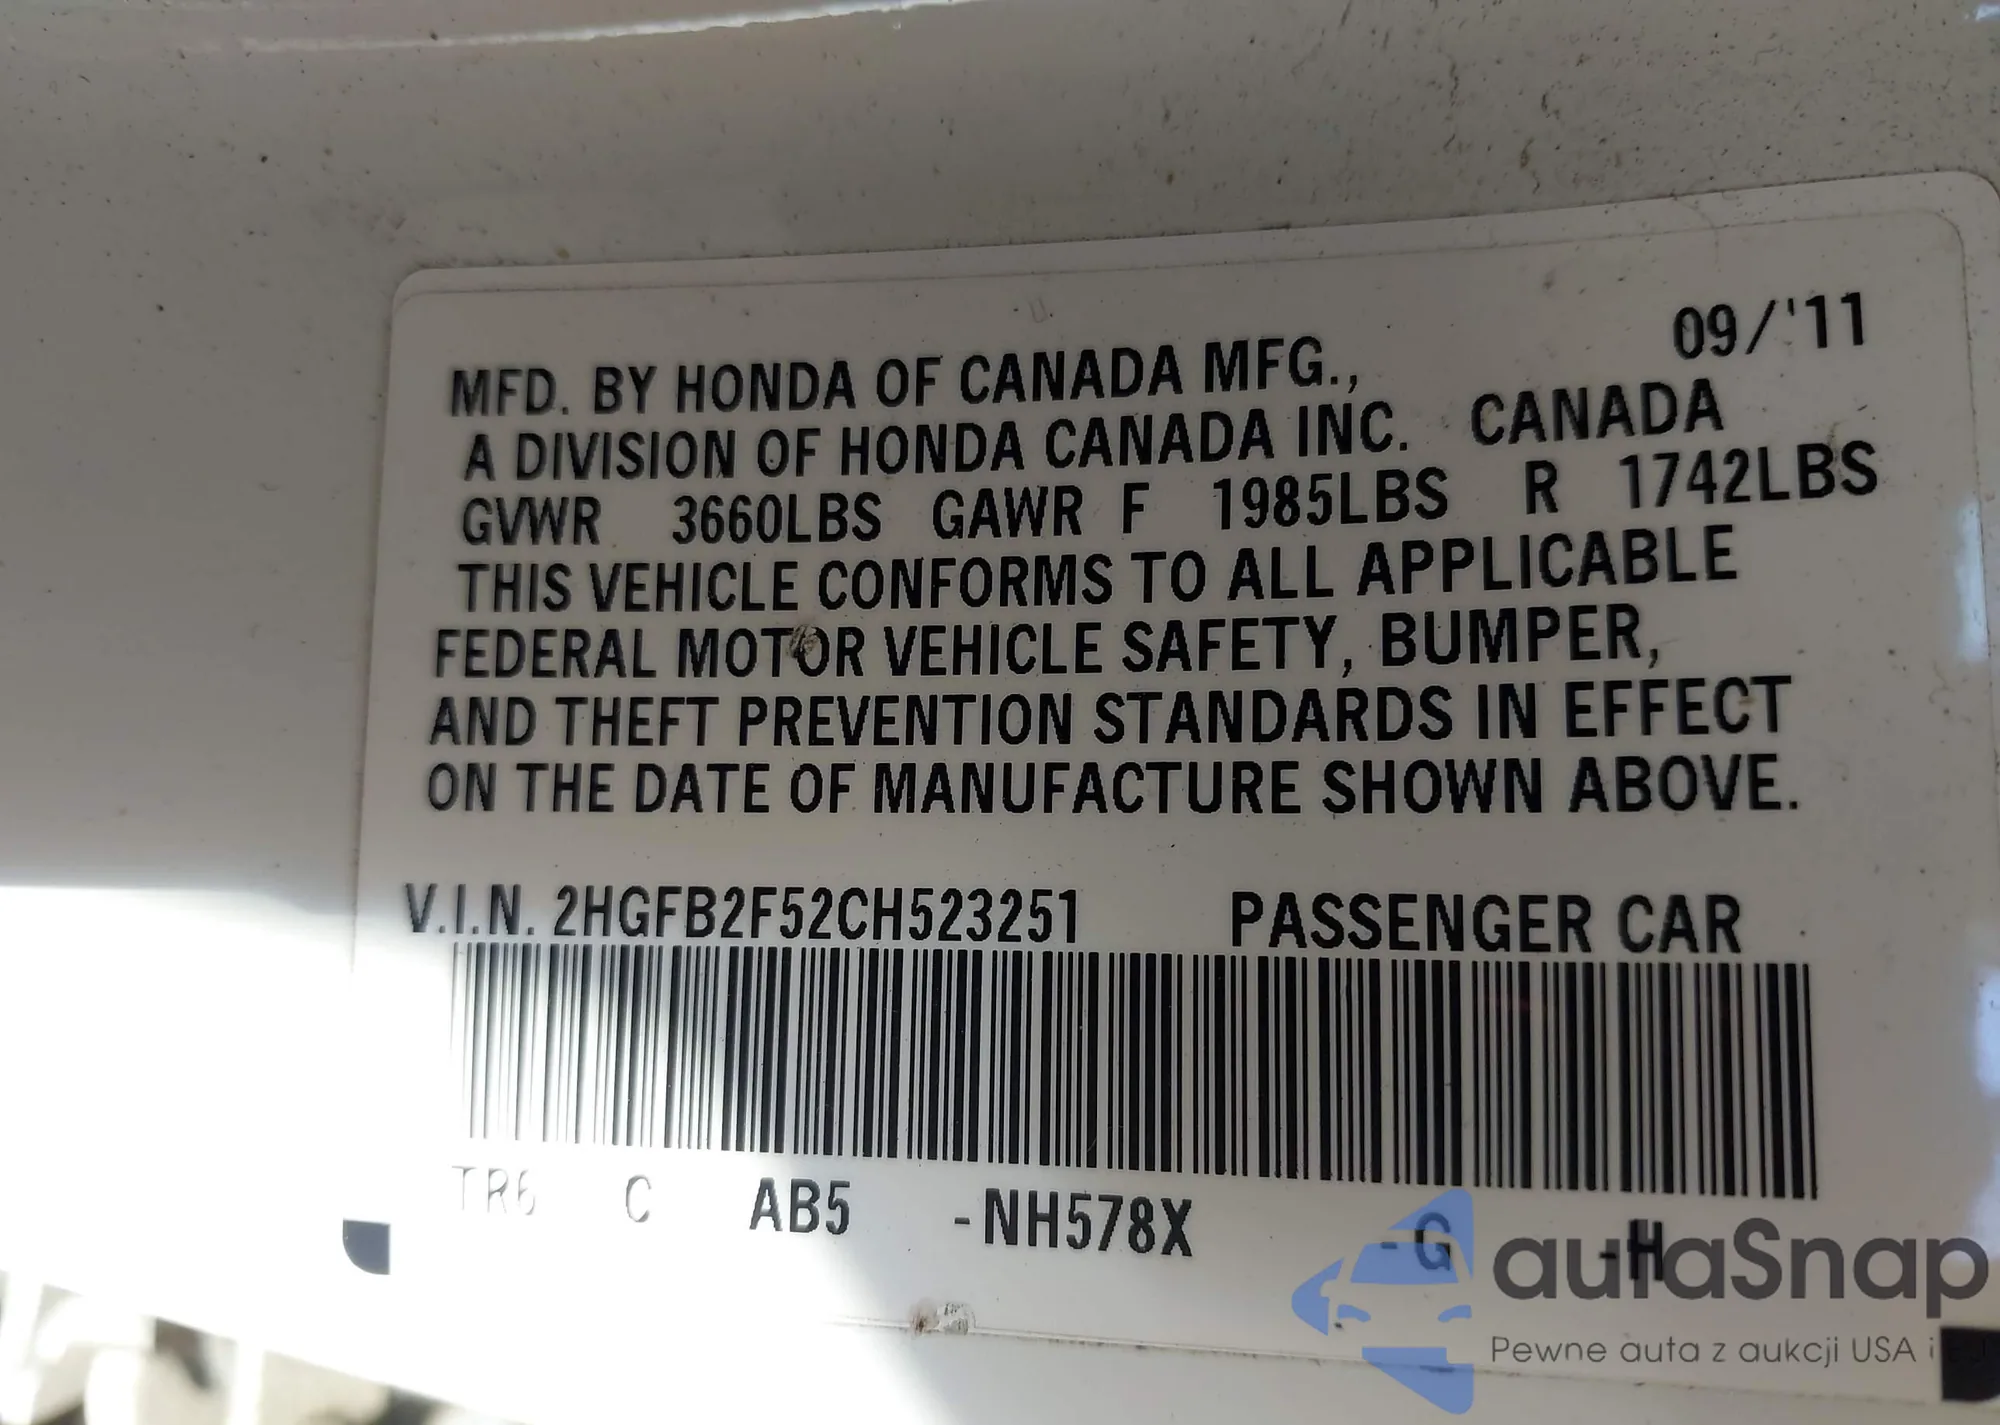 09/'11
MFD. BY HONDA OF CANADA MFG.,
A DIVISION OF HONDA CANADA INC. CANADA
GVWR 3660LBS GAWR F 1985LBS R 1742LBS
THIS VEHICLE CONFORMS TO ALL APPLICABLE
FEDERAL MOTOR VEHICLE SAFETY, BUMPER,
AND THEFT PREVENTION STANDARDS IN EFFECT
ON THE DATE OF MANUFACTURE SHOWN ABOVE.
V.I.N. 2HGFB2F52CH523251 PASSENGER CAR
TR6 C AB5 -NH578X -G -H
autaSnap
Pewne auta z aukcji USA i